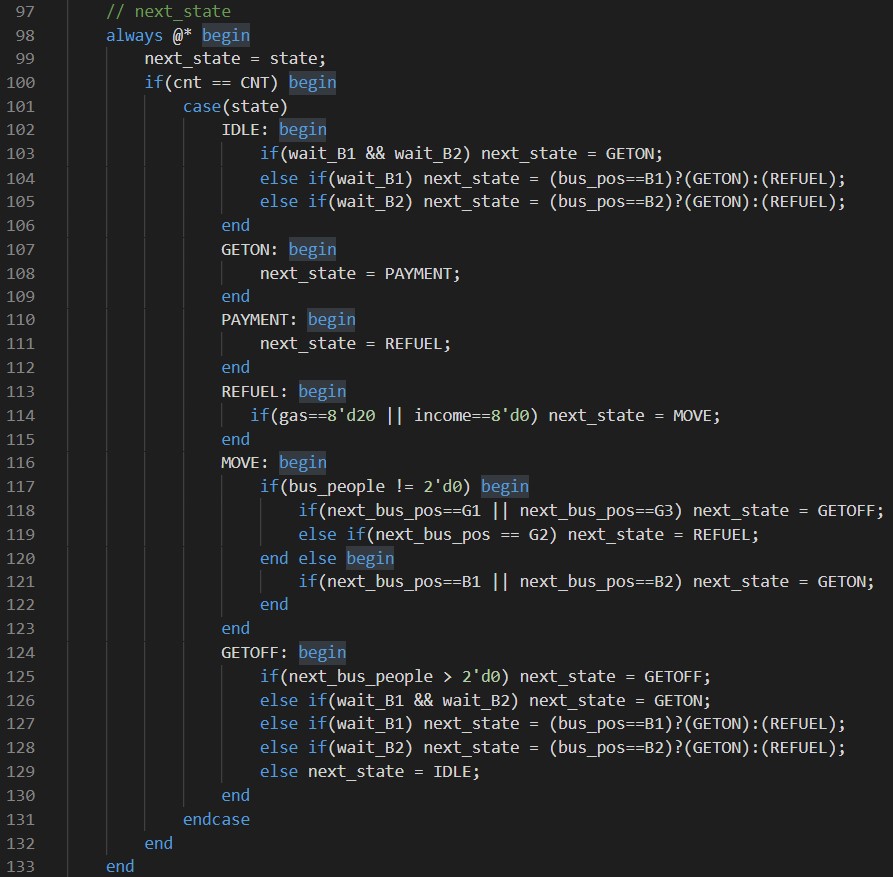 97 // next_state
98 always @* begin
99 next_state = state;
100 if(cnt == CNT) begin
101 case(state)
102 IDLE: begin
103 if(wait_B1 && wait_B2) next_state = GETON;
104 else if(wait_B1) next_state = (bus_pos==B1)?(GETON):(REFUEL);
105 else if(wait_B2) next_state = (bus_pos==B2)?(GETON):(REFUEL);
106 end
107 GETON: begin
108 next_state = PAYMENT;
109 end
110 PAYMENT: begin
111 next_state = REFUEL;
112 end
113 REFUEL: begin
114 if(gas==8'd20 || income==8'd0) next_state = MOVE;
115 end
116 MOVE: begin
117 if(bus_people != 2'd0) begin
118 if(next_bus_pos==G1 || next_bus_pos==G3) next_state = GETOFF;
119 else if(next_bus_pos == G2) next_state = REFUEL;
120 end else begin
121 if(next_bus_pos==B1 || next_bus_pos==B2) next_state = GETON;
122 end
123 end
124 GETOFF: begin
125 if(next_bus_people > 2'd0) next_state = GETOFF;
126 else if(wait_B1 && wait_B2) next_state = GETON;
127 else if(wait_B1) next_state = (bus_pos==B1)?(GETON):(REFUEL);
128 else if(wait_B2) next_state = (bus_pos==B2)?(GETON):(REFUEL);
129 else next_state = IDLE;
130 end
131 endcase
132 end
133 end